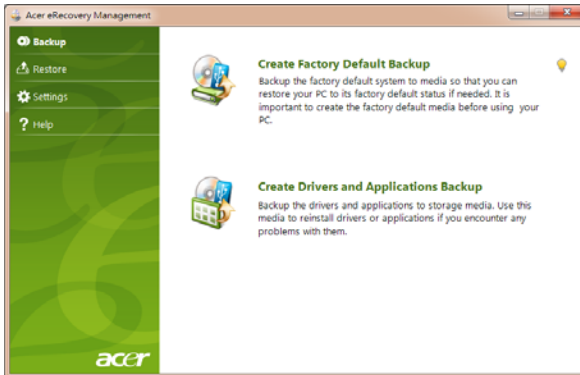 Acer eRecovery Management
Backup
Restore
Settings
Help
Create Factory Default Backup
Backup the factory default system to media so that you can
restore your PC to its factory default status if needed. It is
important to create the factory default media before using your
PC.
Create Drivers and Applications Backup
Backup the drivers and applications to storage media. Use this
media to reinstall drivers or applications if you encounter any
problems with them.
acer